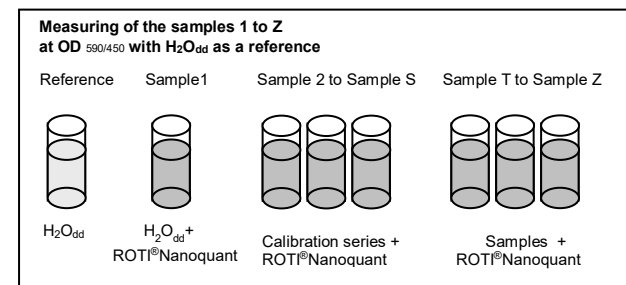 Measuring of the samples 1 to Z
at OD 590/450 with H₂Odd as a reference
Reference Sample1 Sample 2 to Sample S Sample T to Sample Z
H₂Odd
H₂Odd+
ROTI®Nanoquant
Calibration series +
ROTI®Nanoquant
Samples +
ROTI®Nanoquant